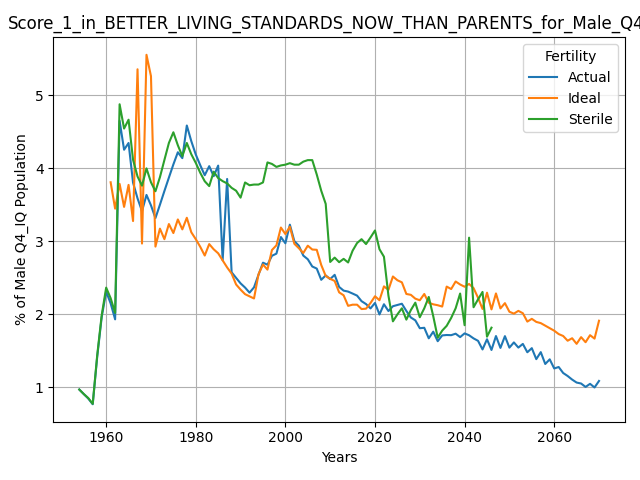 Score_1_in_BETTER_LIVING_STANDARDS_NOW_THAN_PARENTS_for_Male_Q4
Fertility
Actual
Ideal
Sterile
% of Male Q4_IQ Population
5
4
3
2
1
1960 1980 2000 2020 2040 2060
Years